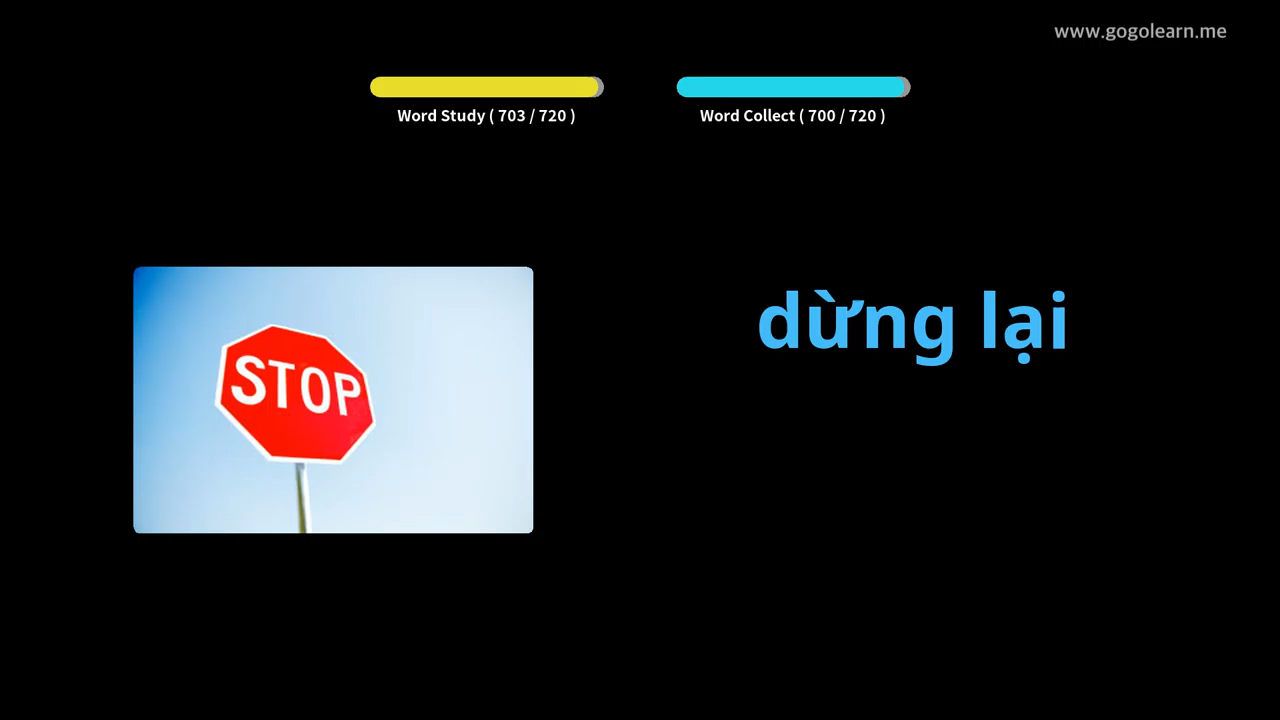 www.gogolearn.me
Word Study ( 703 / 720 )
Word Collect ( 700 / 720 )
dừng lại
STOP